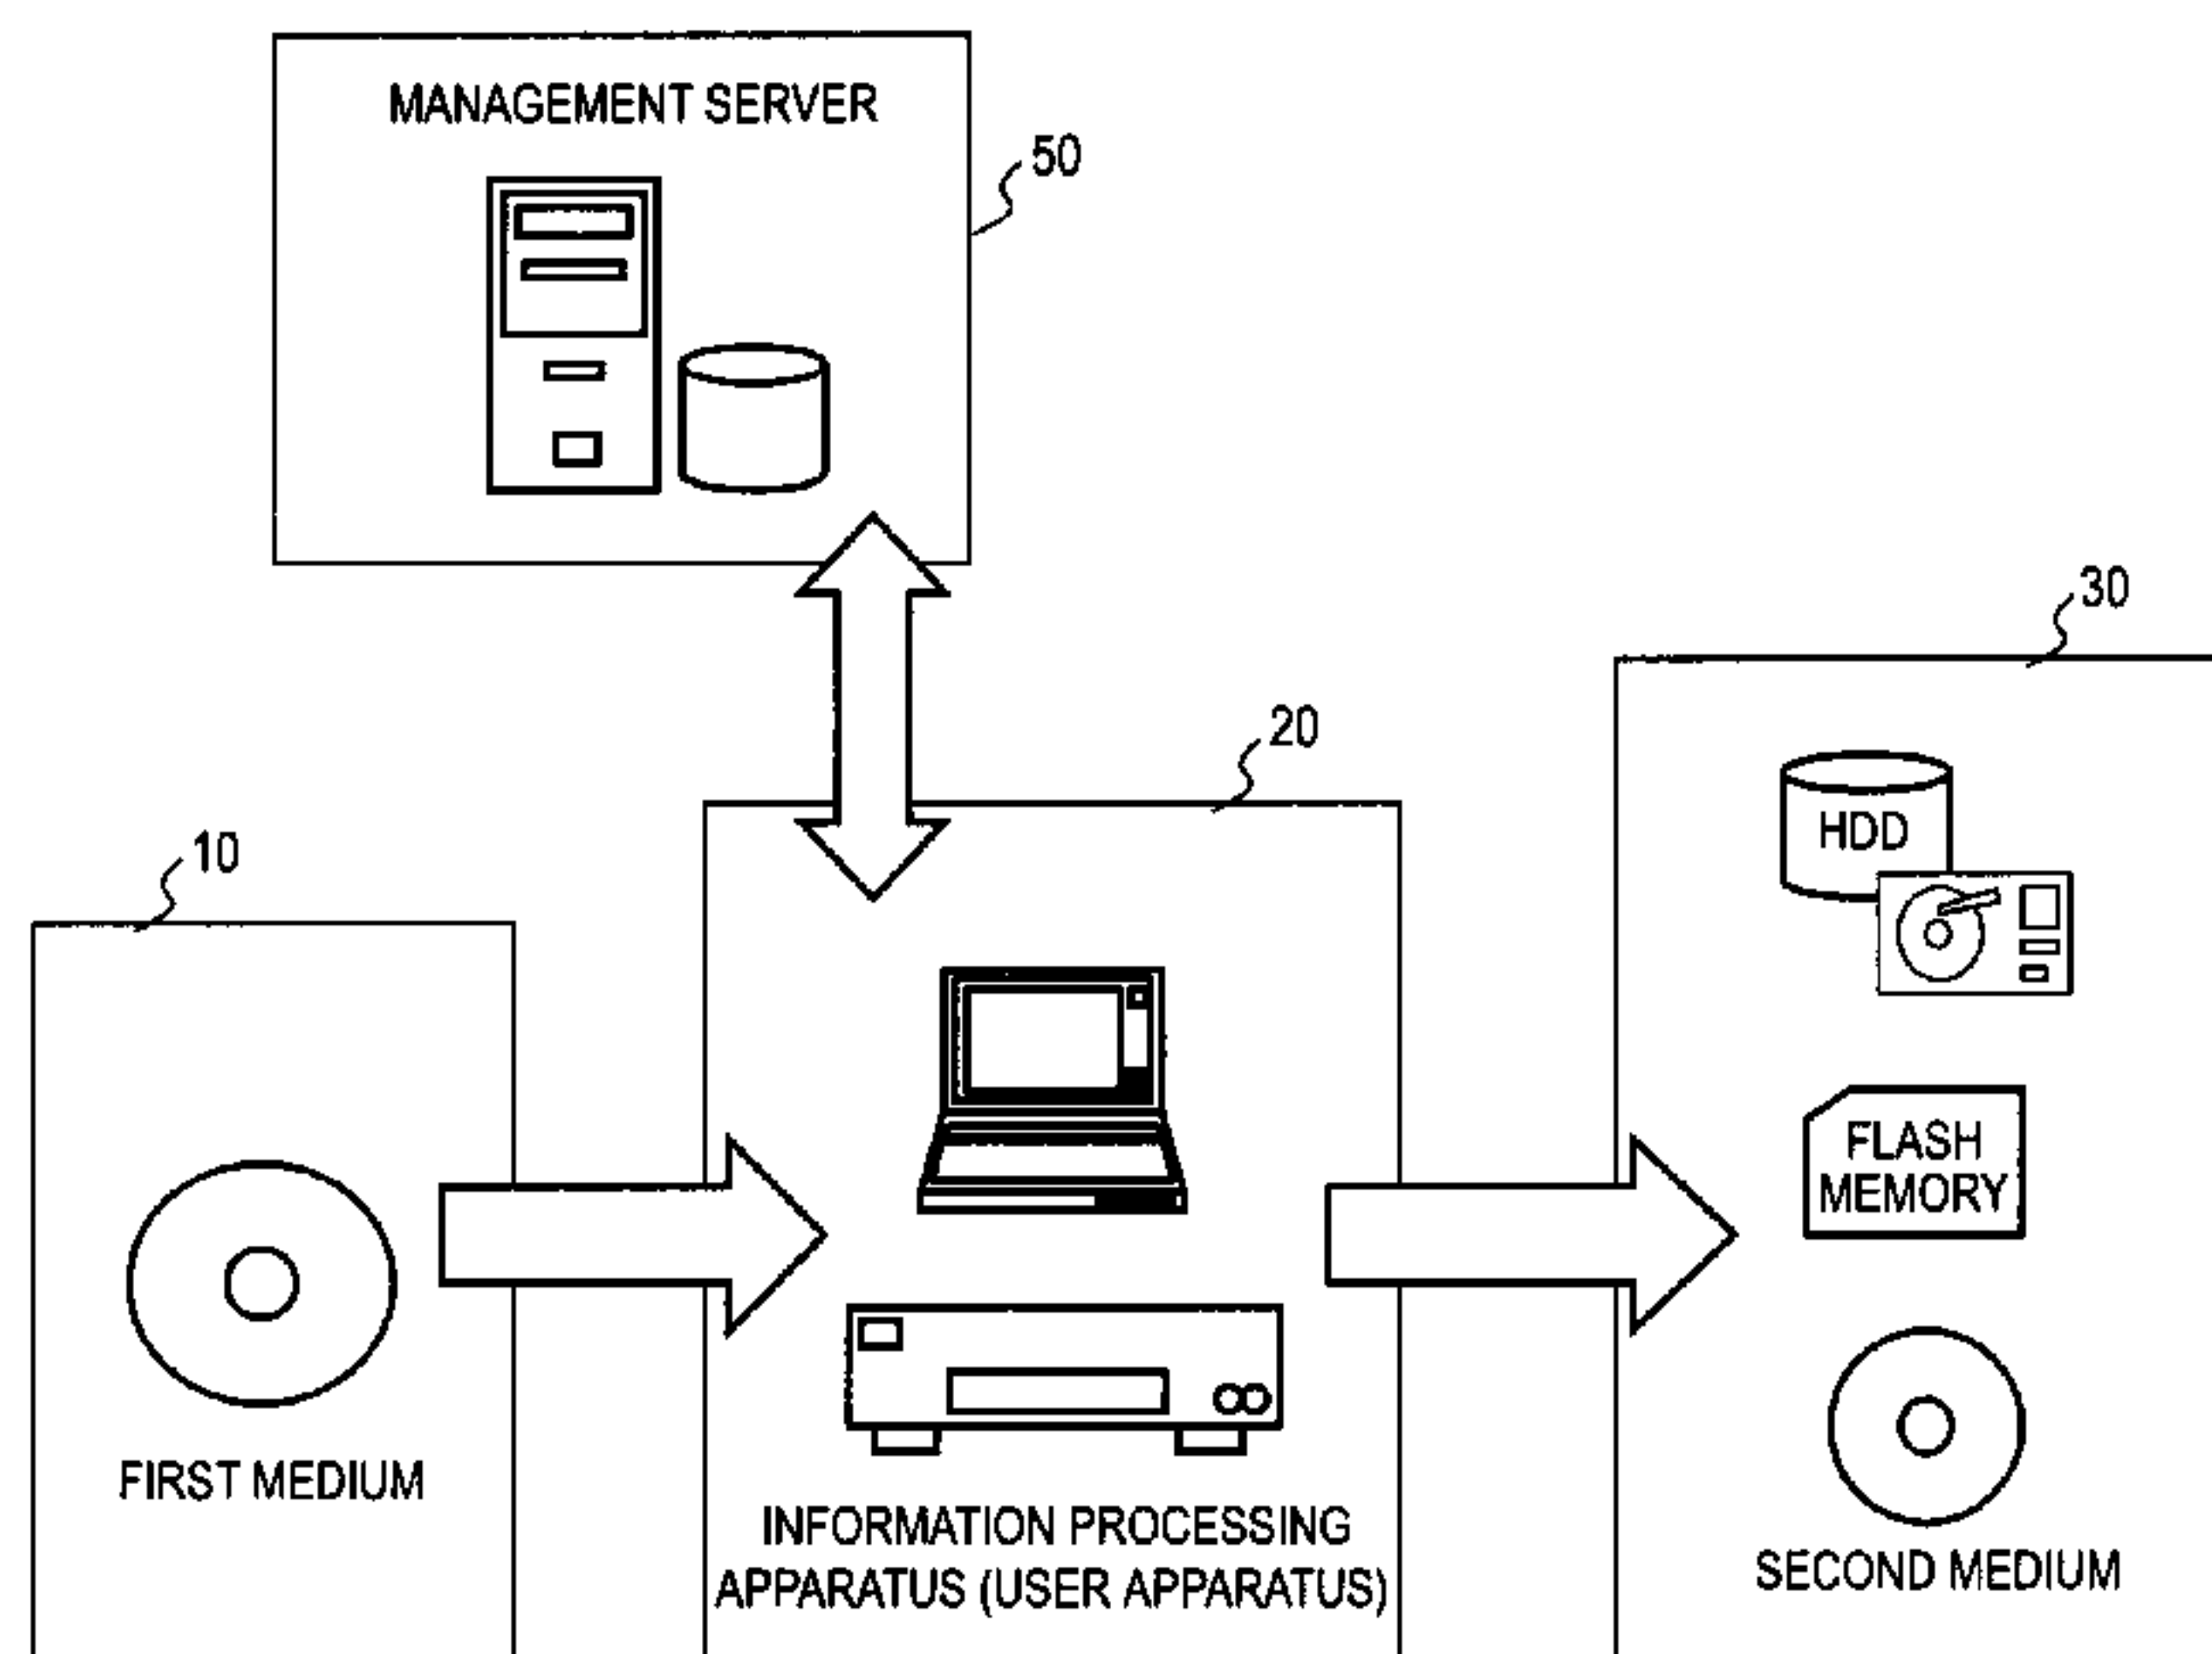 MANAGEMENT SERVER
50
30
20
10
HDD
FLASH
MEMORY
FIRST MEDIUM
INFORMATION PROCESSING
APPARATUS (USER APPARATUS)
SECOND MEDIUM